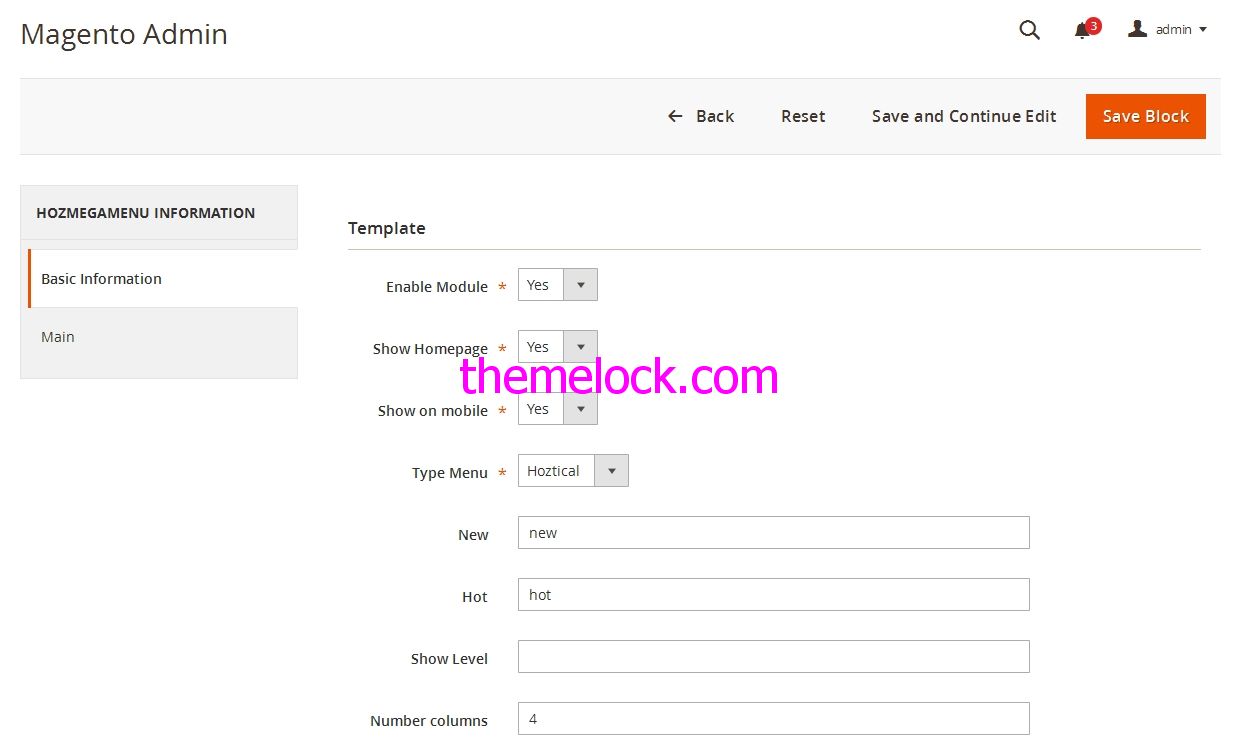 Magento Admin
3
admin
Back
Reset
Save and Continue Edit
Save Block
HOZMEGAMENU INFORMATION
Basic Information
Main
Template
Enable Module * Yes
Show Homepage * Yes
themelock.com
Show on mobile * Yes
Type Menu * Hoztical
New new
Hot hot
Show Level
Number columns 4